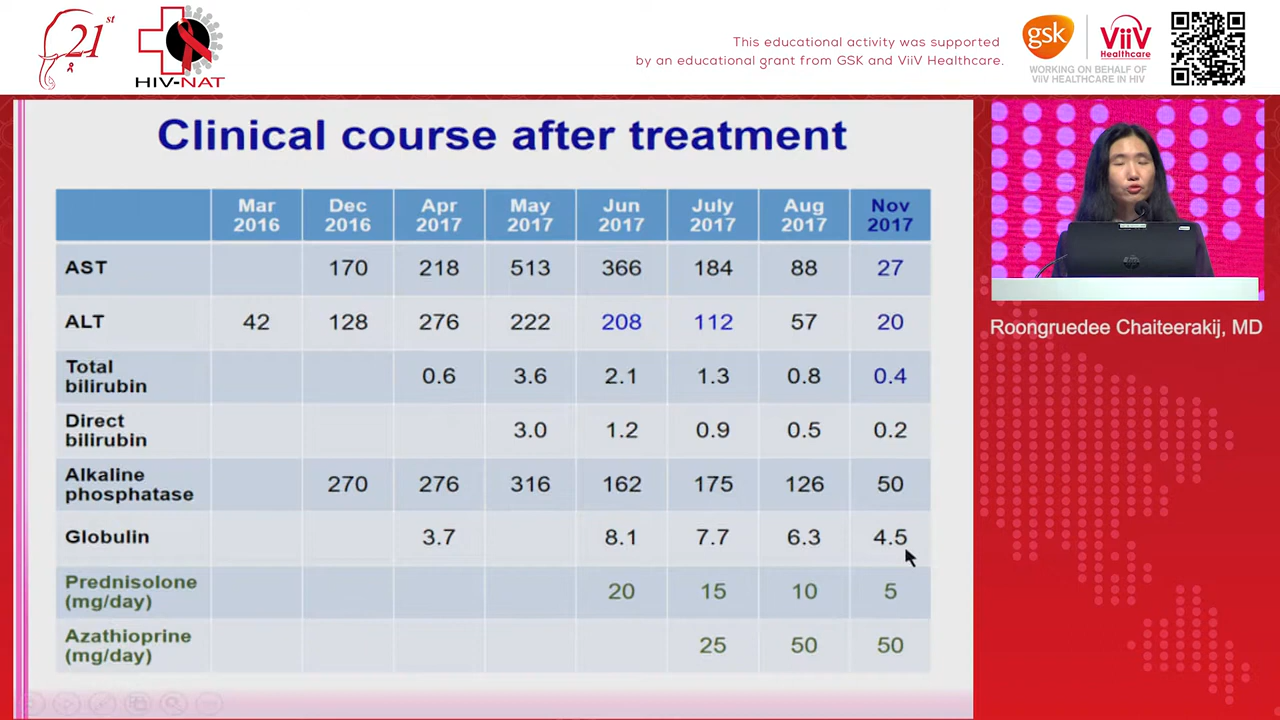 21st
HIV-NAT
This educational activity was supported
by an educational grant from GSK and ViiV Healthcare.
gsk
ViiV
Healthcare
WORKING ON BEHALF OF
VIIV HEALTHCARE IN HIV
Clinical course after treatment
Mar 2016 Dec 2016 Apr 2017 May 2017 Jun 2017 July 2017 Aug 2017 Nov 2017
AST 170 218 513 366 184 88 27
ALT 42 128 276 222 208 112 57 20
Total bilirubin 0.6 3.6 2.1 1.3 0.8 0.4
Direct bilirubin 3.0 1.2 0.9 0.5 0.2
Alkaline phosphatase 270 276 316 162 175 126 50
Globulin 3.7 8.1 7.7 6.3 4.5
Prednisolone (mg/day) 20 15 10 5
Azathioprine (mg/day) 25 50 50
Roongruedee Chaiteerakij, MD